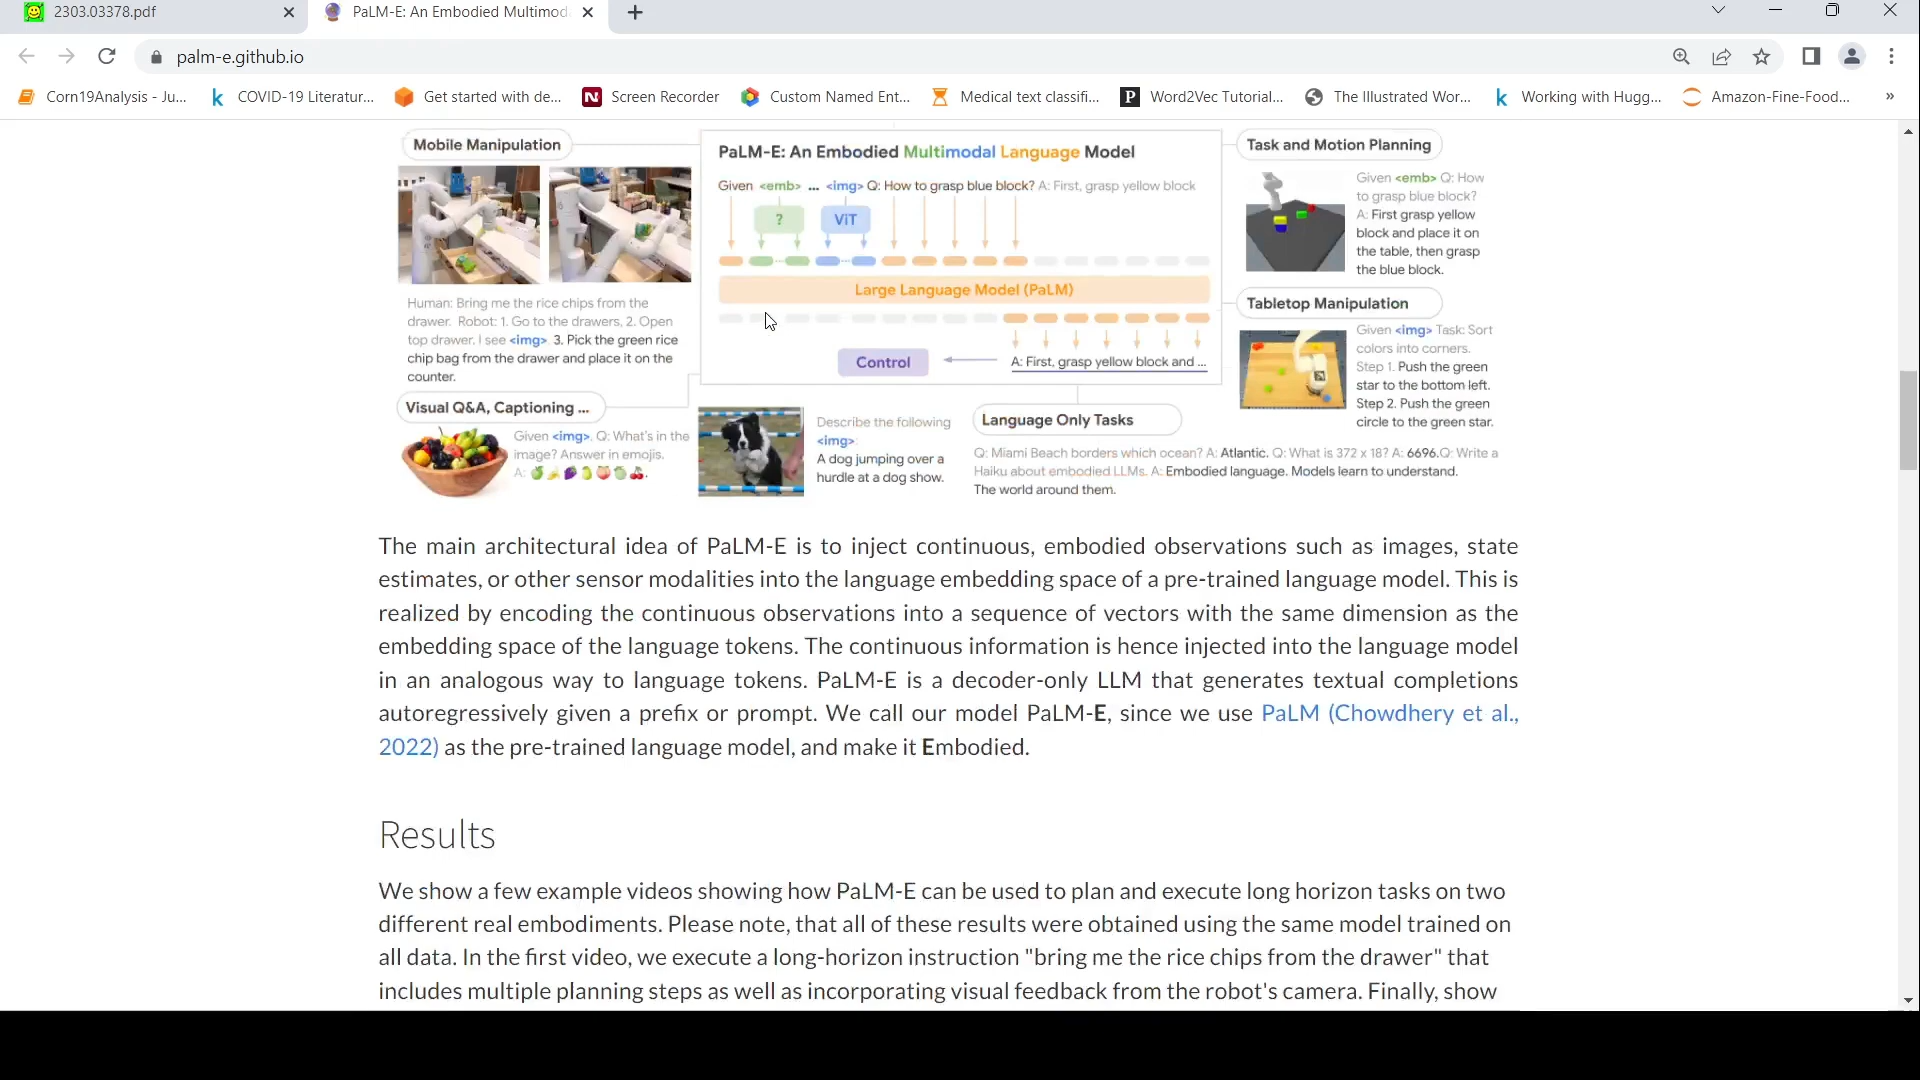 2303.03378.pdf
PaLM-E: An Embodied Multimod
palm-e.github.io
Corn19Analysis - Ju...
COVID-19 Literatur...
Get started with de...
Screen Recorder
Custom Named Ent...
Medical text classifi...
Word2Vec Tutorial...
The Illustrated Wor...
Working with Hugg...
Amazon-Fine-Food...
»
Mobile Manipulation
Human: Bring me the rice chips from the
drawer. Robot: 1. Go to the drawers, 2. Open
top drawer. I see <img>. 3. Pick the green rice
chip bag from the drawer and place it on the
counter.
Visual Q&A, Captioning ...
Given <img>. Q: What's in the
image? Answer in emojis.
A: 🍏🍌🍆🍐🍑🍈🍒.
PaLM-E: An Embodied Multimodal Language Model
Given <emb> ... <img> Q: How to grasp blue block? A: First, grasp yellow block
?
ViT
Large Language Model (PaLM)
Control
A: First, grasp yellow block and ...
Describe the following
<img>:
A dog jumping over a
hurdle at a dog show.
Language Only Tasks
Q: Miami Beach borders which ocean? A: Atlantic. Q: What is 372 x 18? A: 6696.Q: Write a
Haiku about embodied LLMs. A: Embodied language. Models learn to understand.
The world around them.
Task and Motion Planning
Given <emb> Q: How
to grasp blue block?
A: First grasp yellow
block and place it on
the table, then grasp
the blue block.
Tabletop Manipulation
Given <img> Task: Sort
colors into corners.
Step 1. Push the green
star to the bottom left.
Step 2. Push the green
circle to the green star.
The main architectural idea of PaLM-E is to inject continuous, embodied observations such as images, state
estimates, or other sensor modalities into the language embedding space of a pre-trained language model. This is
realized by encoding the continuous observations into a sequence of vectors with the same dimension as the
embedding space of the language tokens. The continuous information is hence injected into the language model
in an analogous way to language tokens. PaLM-E is a decoder-only LLM that generates textual completions
autoregressively given a prefix or prompt. We call our model PaLM-E, since we use PaLM (Chowdhery et al.,
2022) as the pre-trained language model, and make it Embodied.
Results
We show a few example videos showing how PaLM-E can be used to plan and execute long horizon tasks on two
different real embodiments. Please note, that all of these results were obtained using the same model trained on
all data. In the first video, we execute a long-horizon instruction "bring me the rice chips from the drawer" that
includes multiple planning steps as well as incorporating visual feedback from the robot's camera. Finally, show